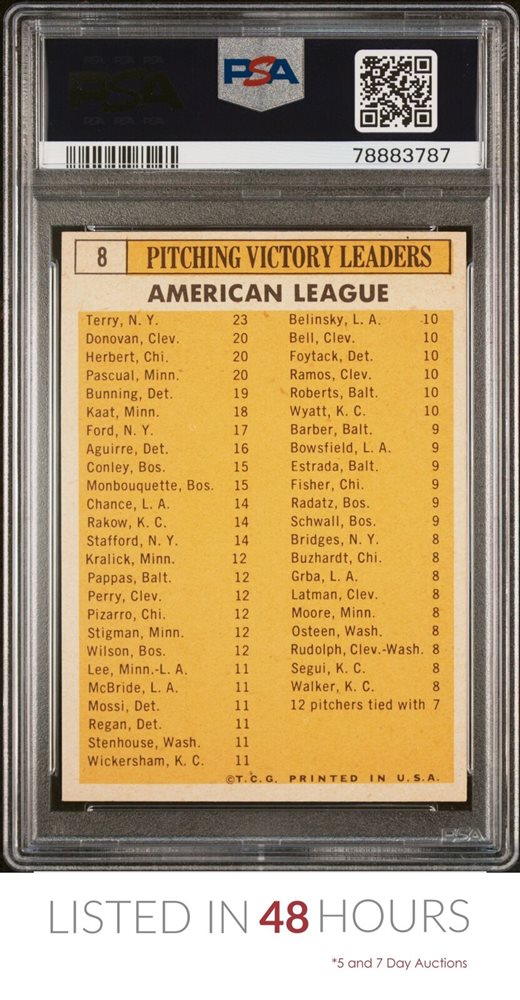 PSA
78883787
8 PITCHING VICTORY LEADERS
AMERICAN LEAGUE
Terry, N. Y. 23
Donovan, Clev. 20
Herbert, Chi. 20
Pascual, Minn. 20
Bunning, Det. 19
Kaat, Minn. 18
Ford, N. Y. 17
Aguirre, Det. 16
Conley, Bos. 15
Monbouquette, Bos. 15
Chance, L. A. 14
Rakow, K. C. 14
Stafford, N. Y. 14
Kralick, Minn. 12
Pappas, Balt. 12
Perry, Clev. 12
Pizarro, Chi. 12
Stigman, Minn. 12
Wilson, Bos. 12
Lee, Minn.-L. A. 11
McBride, L. A. 11
Mossi, Det. 11
Regan, Det. 11
Stenhouse, Wash. 11
Wickersham, K. C. 11
Belinsky, L. A. 10
Bell, Clev. 10
Foytack, Det. 10
Ramos, Clev. 10
Roberts, Balt. 10
Wyatt, K. C. 10
Barber, Balt. 9
Bowsfield, L. A. 9
Estrada, Balt. 9
Fisher, Chi. 9
Radatz, Bos. 9
Schwall, Bos. 9
Bridges, N. Y. 8
Buzhardt, Chi. 8
Grba, L. A. 8
Latman, Clev. 8
Moore, Minn. 8
Osteen, Wash. 8
Rudolph, Clev.-Wash. 8
Segui, K. C. 8
Walker, K. C. 8
12 pitchers tied with 7
©T.C.G. PRINTED IN U.S.A.
PSA
LISTED IN 48 HOURS
*5 and 7 Day Auctions